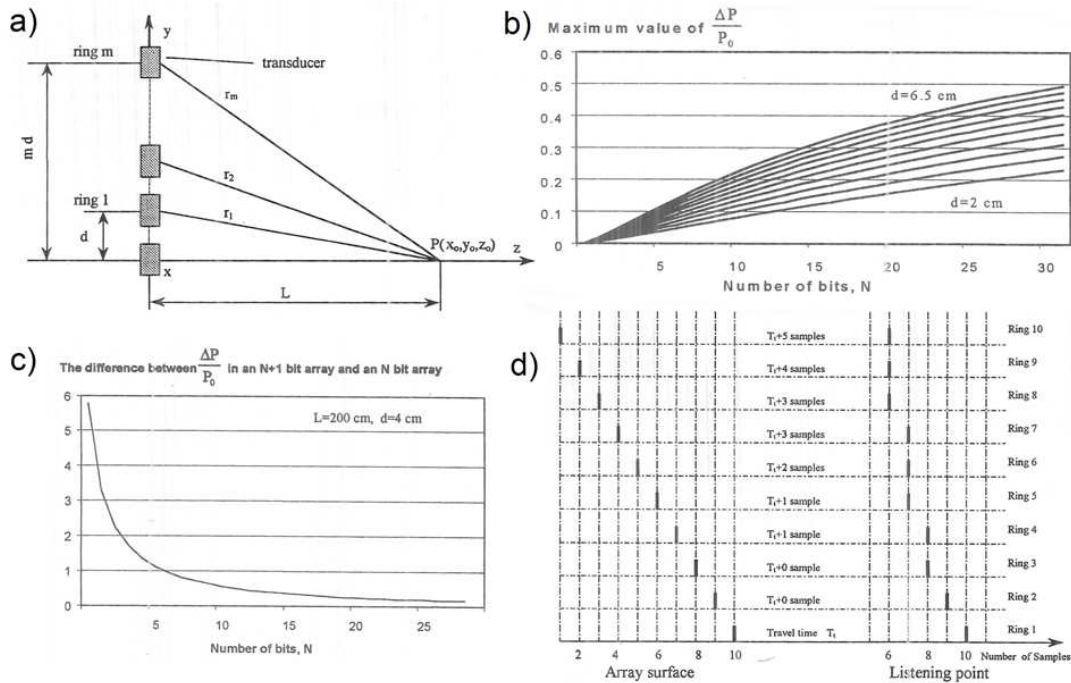 a)
y
ring m
transducer
r_m
m d
r_2
ring 1
r_1
d
P(x_o,y_o,z_o)
z
x
L
b)
Maximum value of ΔP/P_0
0.6
0.5
d=6.5 cm
0.4
0.3
0.2
0.1
d=2 cm
0
5 10 15 20 25 30
Number of bits, N
c)
The difference between ΔP/P_0 in an N+1 bit array and an N bit array
6
L=200 cm, d=4 cm
5
4
3
2
1
0
5 10 15 20 25
Number of bits, N
d)
T_t+5 samples Ring 10
T_t+4 samples Ring 9
T_t+3 samples Ring 8
T_t+3 samples Ring 7
T_t+2 samples Ring 6
T_t+1 sample Ring 5
T_t+1 sample Ring 4
T_t+0 sample Ring 3
T_t+0 sample Ring 2
Travel time T_t Ring 1
2 4 6 8 10 6 8 10 Number of Samples
Array surface Listening point